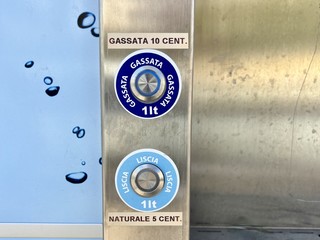 GASSATA 10 CENT.
GASSATA GASSATA GASSATA
1lt
LISCIA LISCIA LISCIA
1lt
NATURALE 5 CENT.